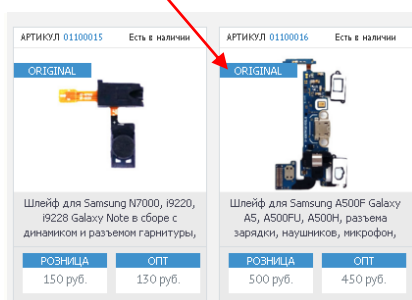 АРТИКУЛ 01100015 Есть в наличии
ORIGINAL
Шлейф для Samsung N7000, i9220,
i9228 Galaxy Note в сборе с
динамиком и разъемом гарнитуры,
РОЗНИЦА ОПТ
150 руб. 130 руб.
АРТИКУЛ 01100016 Есть в наличии
ORIGINAL
Шлейф для Samsung A500F Galaxy
A5, A500FU, A500H, разъема
зарядки, наушников, микрофон,
РОЗНИЦА ОПТ
500 руб. 450 руб.